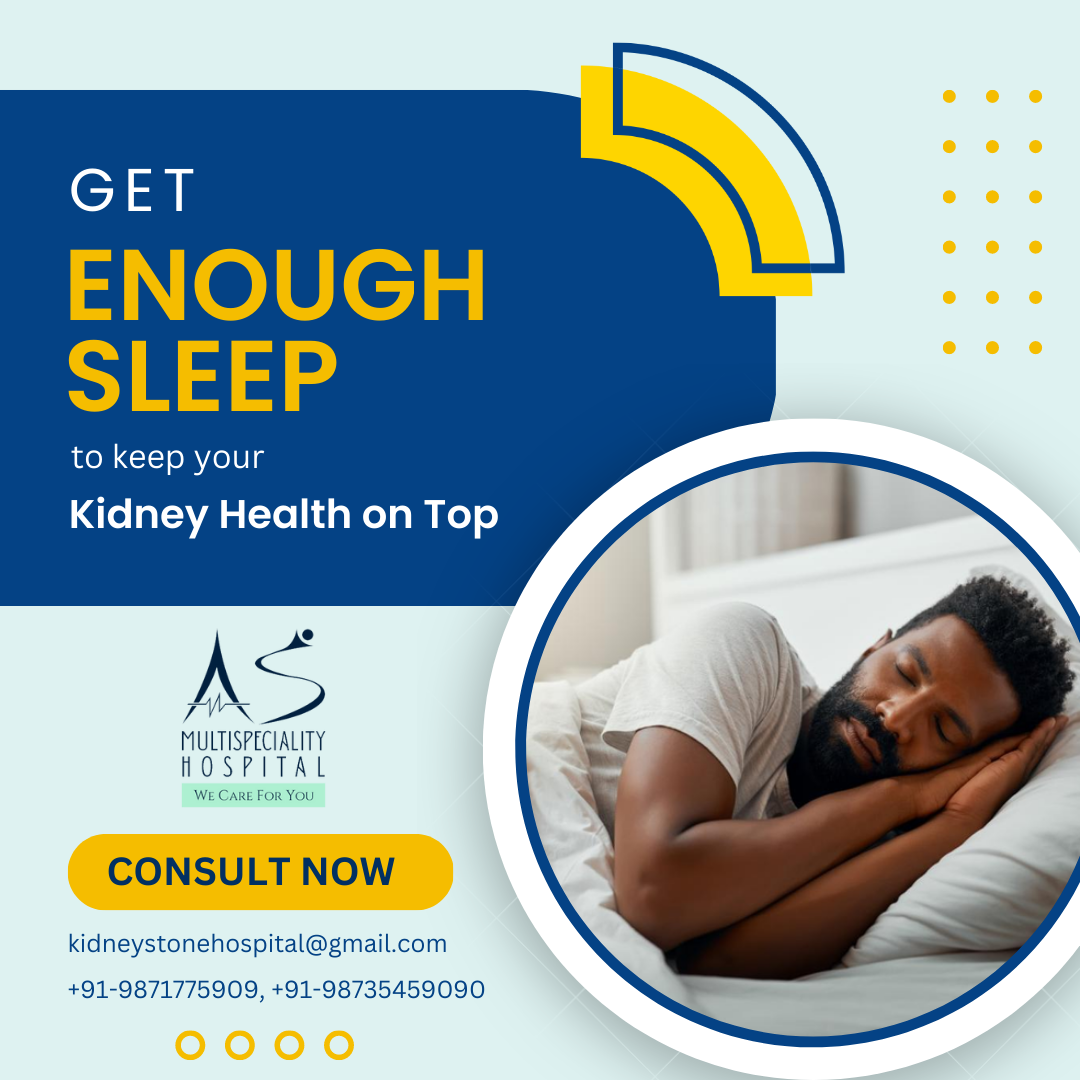 GET
ENOUGH
SLEEP
to keep your
Kidney Health on Top
AS
MULTISPECIALITY
HOSPITAL
WE CARE FOR YOU
CONSULT NOW
kidneystonehospital@gmail.com
+91-9871775909, +91-98735459090